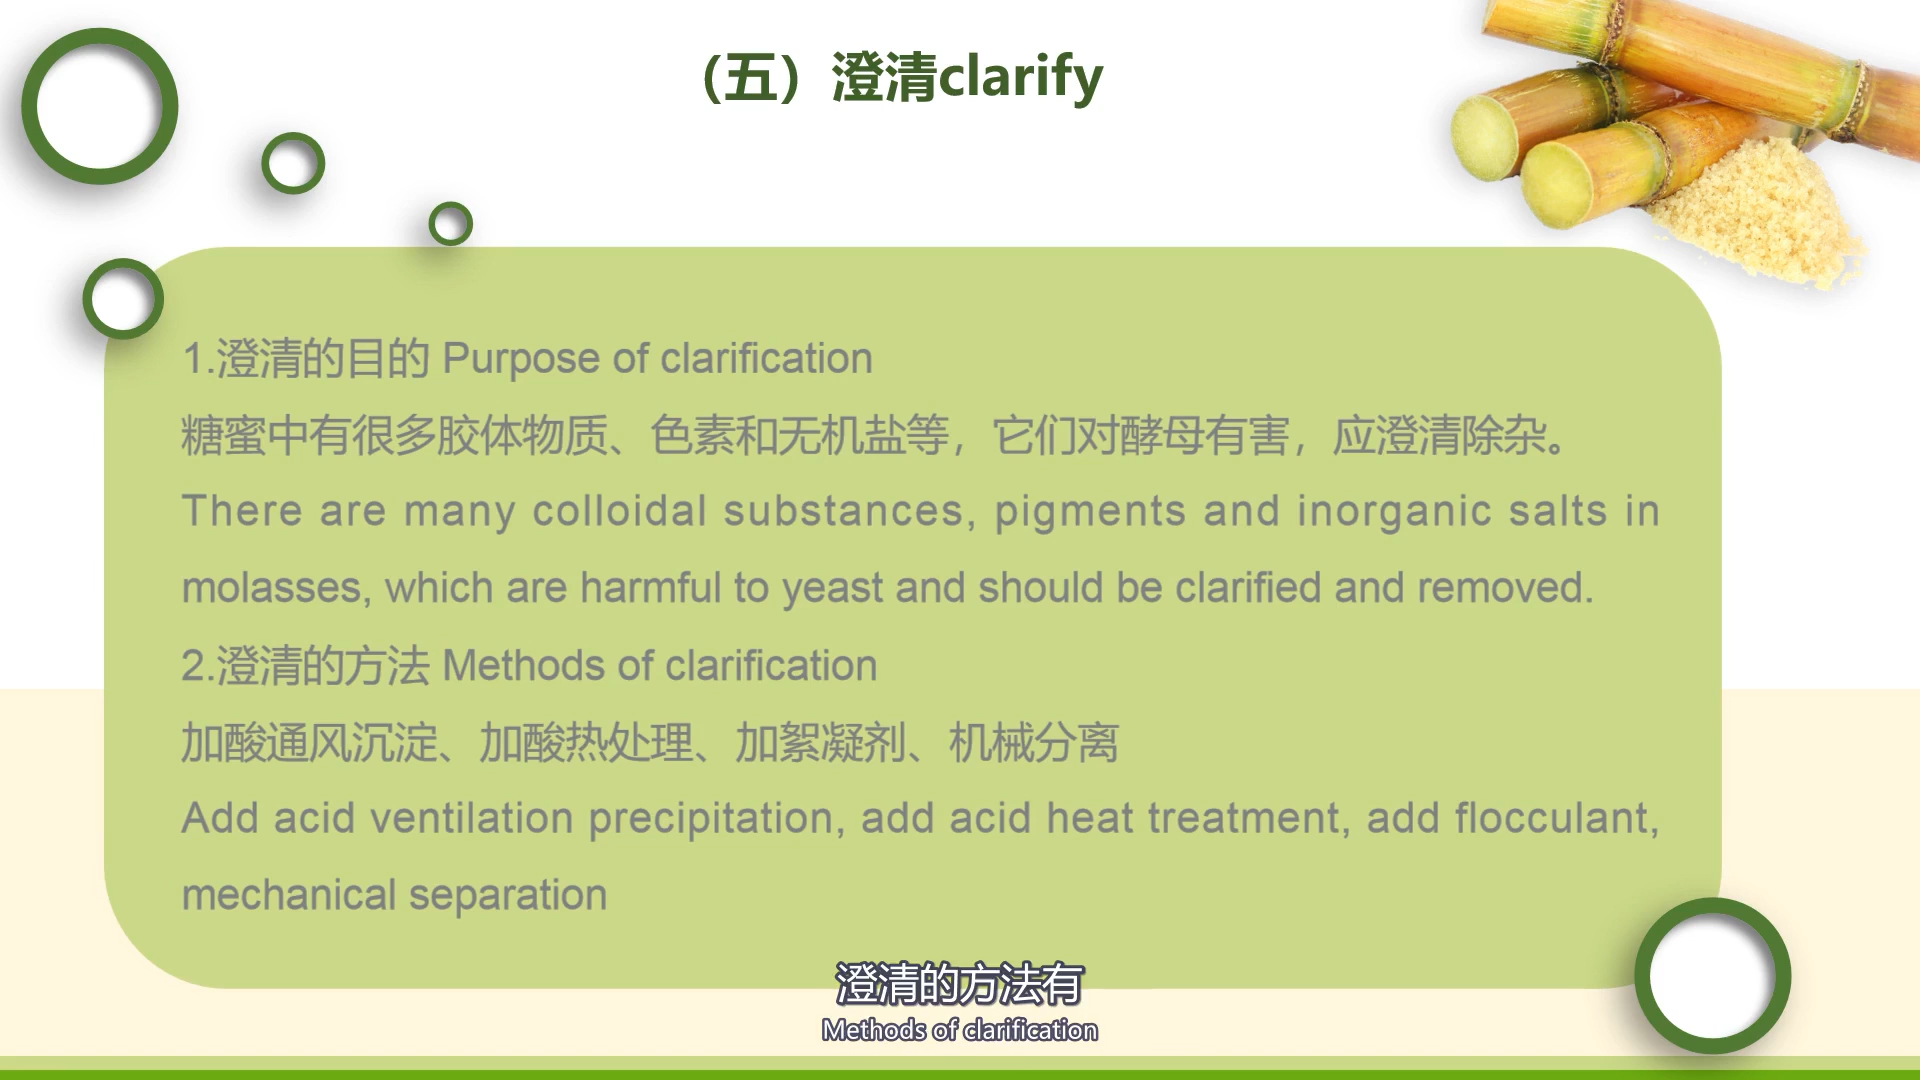 （五）澄清clarify
1.澄清的目的 Purpose of clarification
糖蜜中有很多胶体物质、色素和无机盐等，它们对酵母有害，应澄清除杂。
There are many colloidal substances, pigments and inorganic salts in
molasses, which are harmful to yeast and should be clarified and removed.
2.澄清的方法 Methods of clarification
加酸通风沉淀、加酸热处理、加絮凝剂、机械分离
Add acid ventilation precipitation, add acid heat treatment, add flocculant,
mechanical separation
澄清的方法有
Methods of clarification